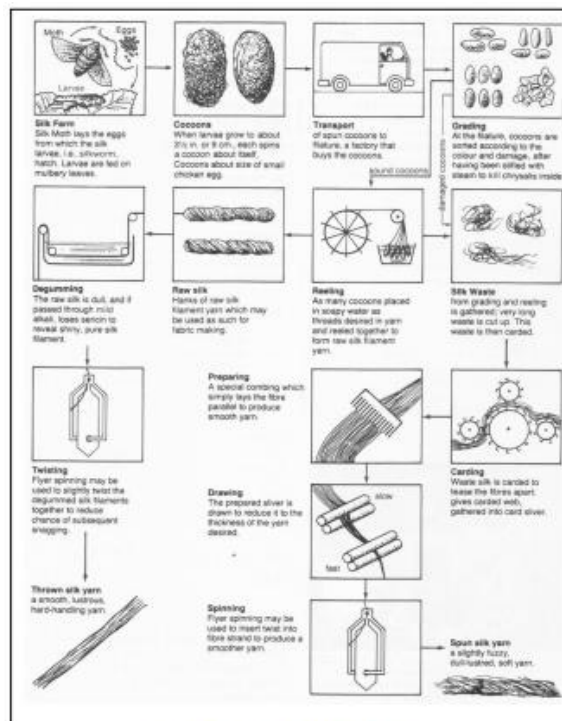 Moth
Eggs
Larvae
Silk Farm
Silk Moth lays the eggs
from which the silk
larvae, i.e., silkworm,
hatch. Larvae are fed on
mulbery leaves.
Cocoons
When larvae grow to about
3½ in. or 9 cm., each spins
a cocoon about itself,
Cocoons about size of small
chicken egg.
Transport
of spun cocoons to
filature, a factory that
buys the cocoons.
Grading
At the filature, cocoons are
sorted according to the
colour and damage, after
having been stifled with
steam to kill chrysalis inside
sound cocoons
damaged cocoons
Degumming
The raw silk is dull, and if
passed through mild
alkali, loses sericin to
reveal shiny, pure silk
filament.
Raw silk
Hanks of raw silk
filament yarn which may
be used as such for
fabric making.
Reeling
As many cocoons placed
in soapy water as
threads desired in yarn
and reeled together to
form raw silk filament
yarn.
Silk Waste
from grading and reeling
is gathered; very long
waste is cut up. This
waste is then carded.
Preparing
A special combing which
simply lays the fibre
parallel to produce
smooth yarn.
Carding
Waste silk is carded to
tease the fibres apart;
gives carded web,
gathered into card sliver.
Twisting
Flyer spinning may be
used to slightly twist the
degummed silk filaments
together to reduce
chance of subsequent
snagging.
Drawing
The prepared sliver is
drawn to reduce it to the
thickness of the yarn
desired.
slow
fast
Thrown silk yarn
a smooth, lustrous,
hard-handling yarn.
Spinning
Flyer spinning may be
used to insert twist into
fibre strand to produce a
smoother yarn.
Spun silk yarn
a slightly fuzzy,
dull-lustred, soft yarn.